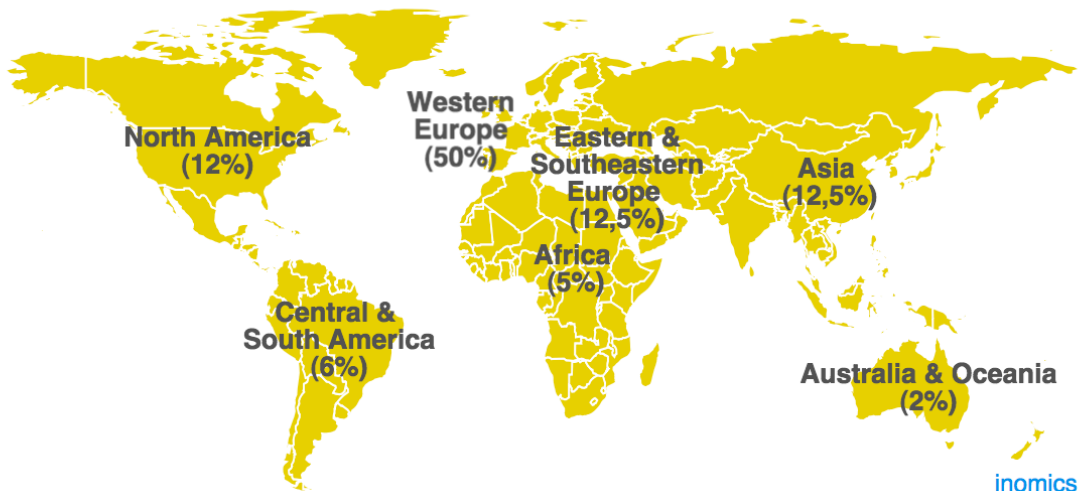 North America
(12%)
Western
Europe
(50%)
Eastern &
Southeastern
Europe
(12,5%)
Asia
(12,5%)
Africa
(5%)
Central &
South America
(6%)
Australia & Oceania
(2%)
inomics